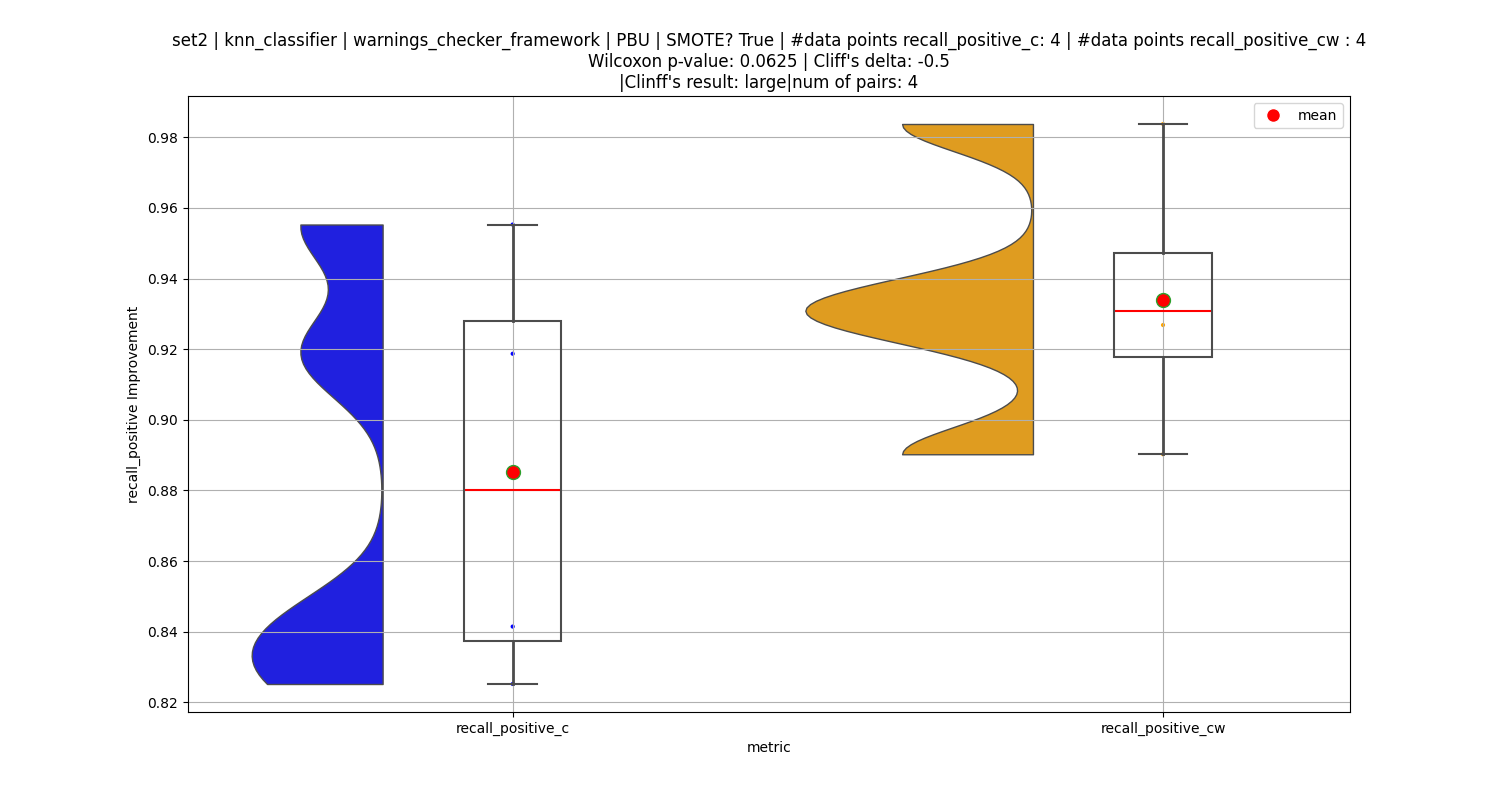 set2 | knn_classifier | warnings_checker_framework | PBU | SMOTE? True | #data points recall_positive_c: 4 | #data points recall_positive_cw : 4
Wilcoxon p-value: 0.0625 | Cliff's delta: -0.5
|Clinff's result: large|num of pairs: 4
mean
0.98
0.96
0.94
0.92
0.90
0.88
0.86
0.84
0.82
recall_positive Improvement
recall_positive_c
recall_positive_cw
metric